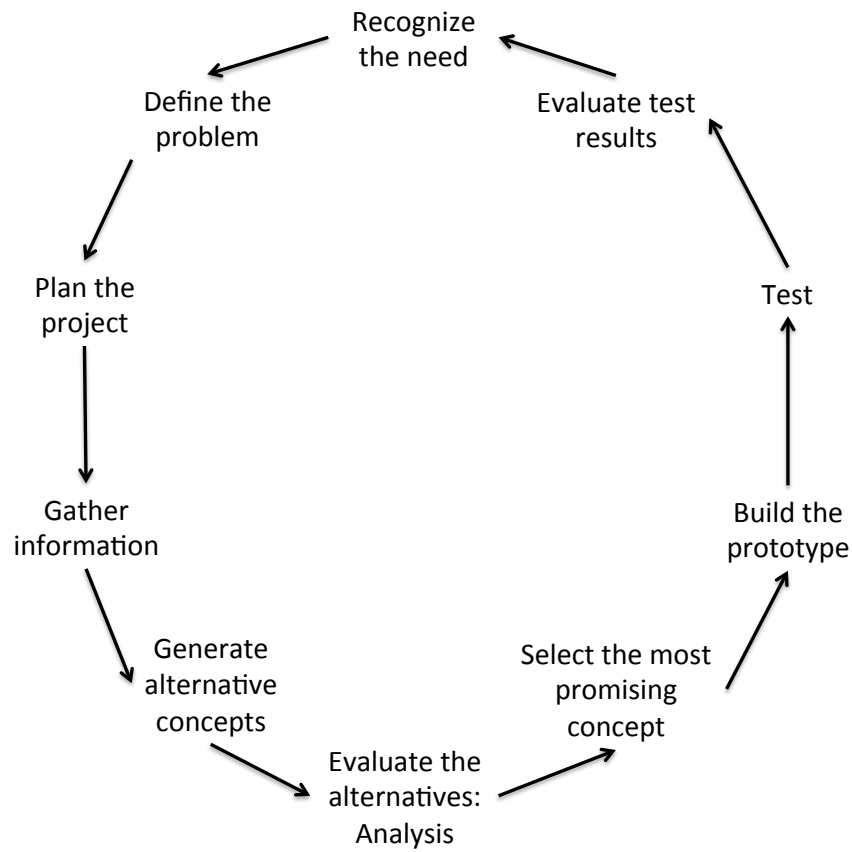 Recognize
the need
Define the
problem
Plan the
project
Gather
information
Generate
alternative
concepts
Evaluate the
alternatives:
Analysis
Select the most
promising
concept
Build the
prototype
Test
Evaluate test
results